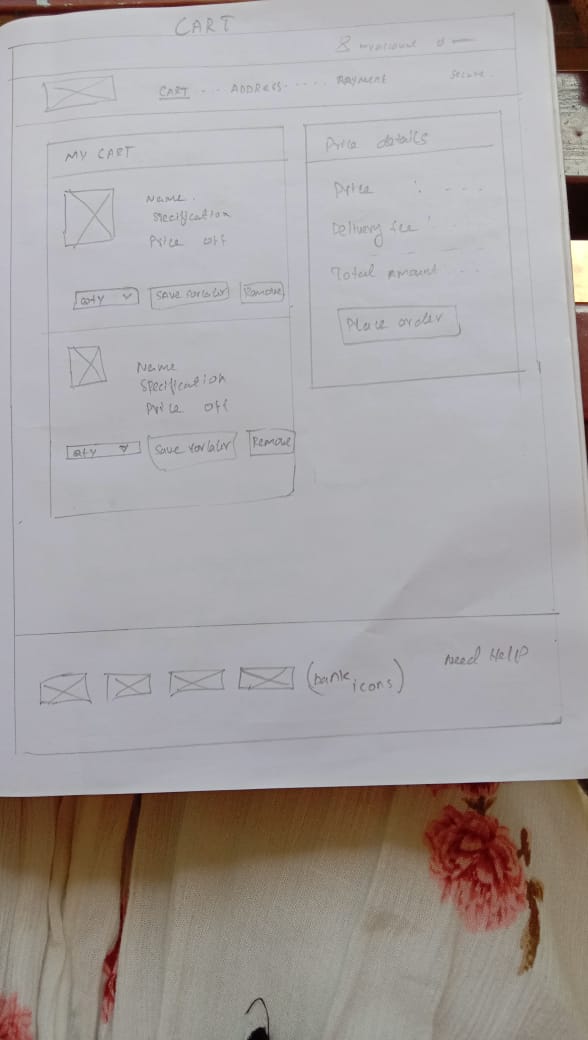 CART
my account
CART ... ADDRESS .... PAYMENT
Secure.
MY CART
Name.
Specification
Price off
Qty
Save for later
Remove
Name
Specification
Price off
Qty
Save for later
Remove
Price details
Price : ...
Delivery fee :
Total amount ...
Place order
(bank
icons)
Need Help